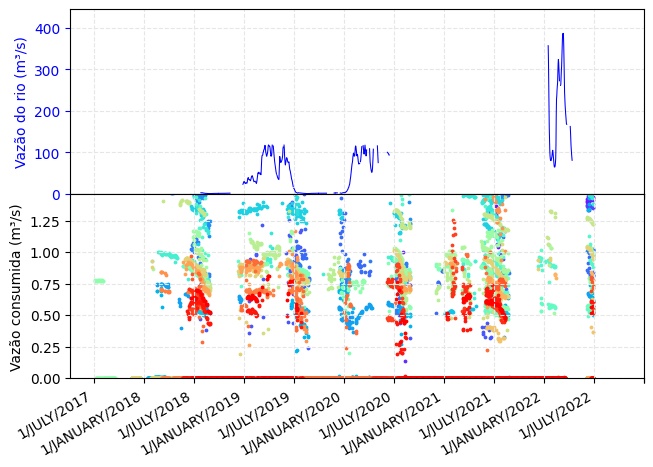 400
300
200
100
0
Vazão do rio (m³/s)
1.25
1.00
0.75
0.50
0.25
0.00
Vazão consumida (m³/s)
1/JULY/2017
1/JANUARY/2018
1/JULY/2018
1/JANUARY/2019
1/JULY/2019
1/JANUARY/2020
1/JULY/2020
1/JANUARY/2021
1/JULY/2021
1/JANUARY/2022
1/JULY/2022